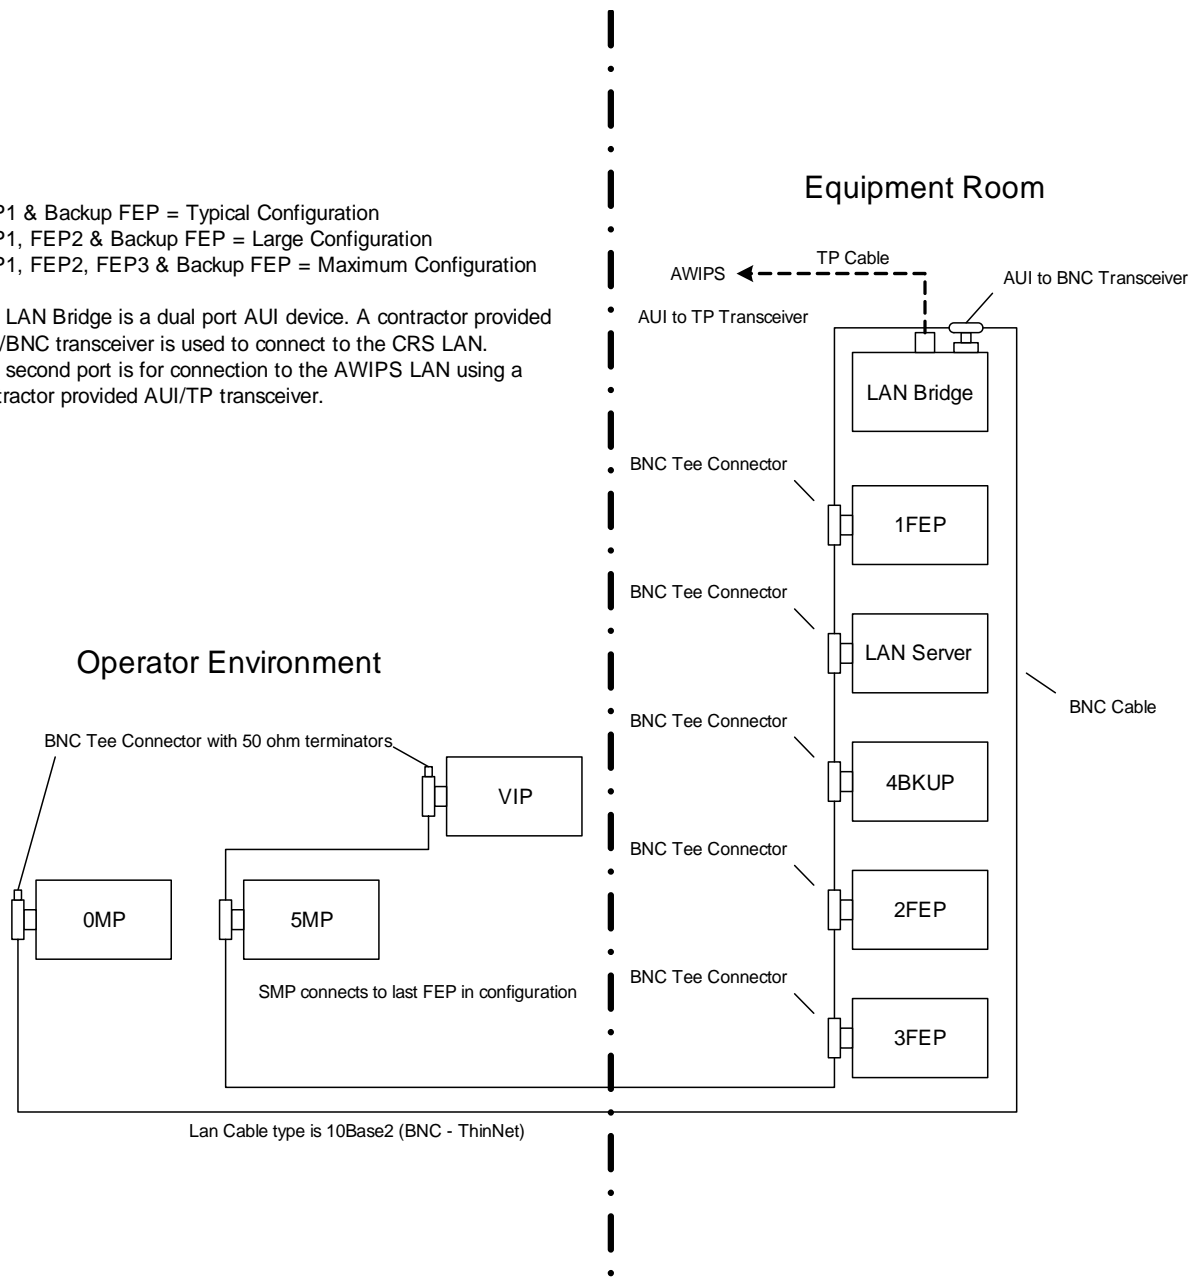 P1 & Backup FEP = Typical Configuration
P1, FEP2 & Backup FEP = Large Configuration
P1, FEP2, FEP3 & Backup FEP = Maximum Configuration
LAN Bridge is a dual port AUI device. A contractor provided
/BNC transceiver is used to connect to the CRS LAN.
second port is for connection to the AWIPS LAN using a
tractor provided AUI/TP transceiver.
Equipment Room
TP Cable
AWIPS
AUI to BNC Transceiver
AUI to TP Transceiver
LAN Bridge
BNC Tee Connector
1FEP
BNC Tee Connector
LAN Server
BNC Cable
BNC Tee Connector
4BKUP
BNC Tee Connector
2FEP
BNC Tee Connector
3FEP
Operator Environment
BNC Tee Connector with 50 ohm terminators
VIP
0MP
5MP
SMP connects to last FEP in configuration
Lan Cable type is 10Base2 (BNC - ThinNet)